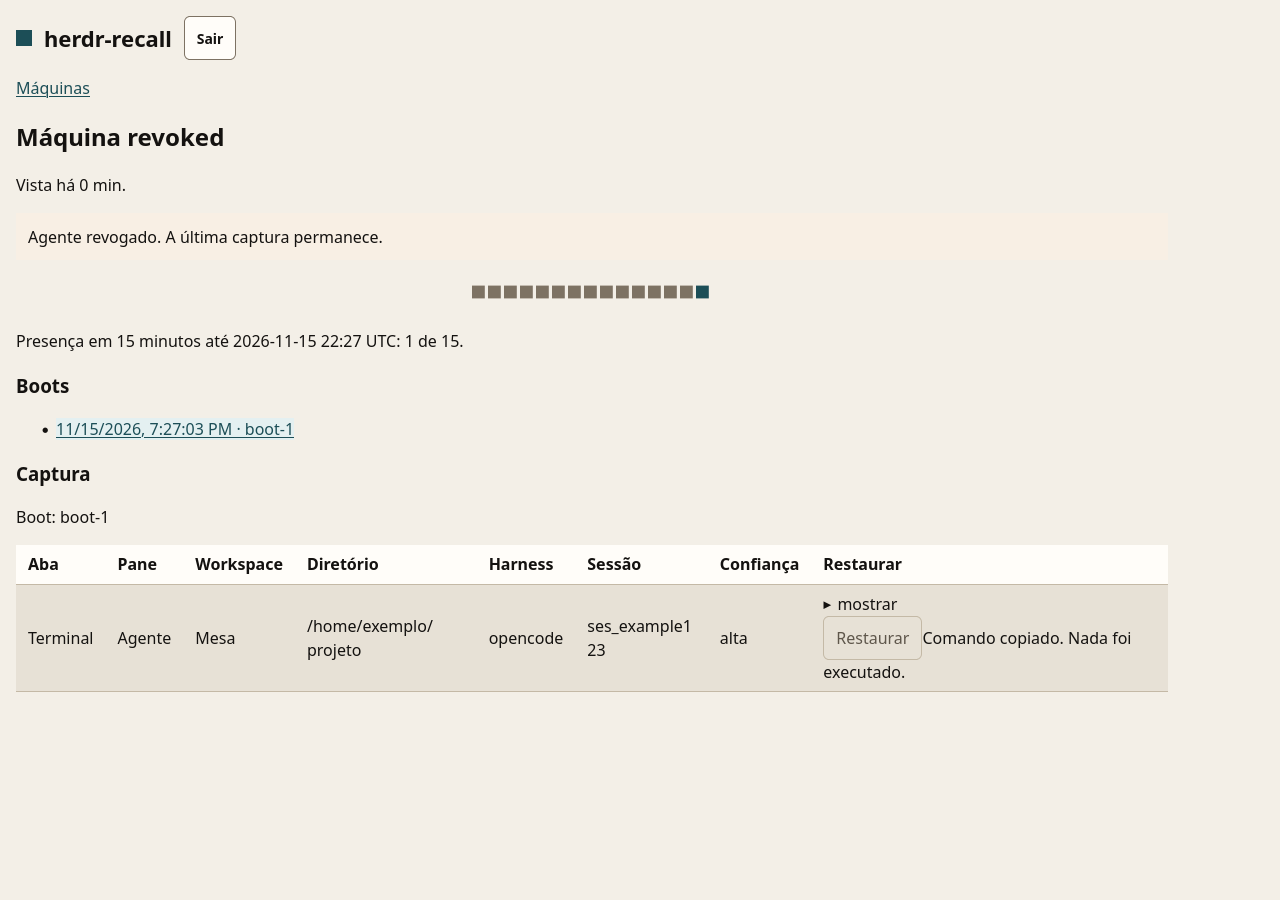 herdr-recall Sair
Máquinas
Máquina revoked
Vista há 0 min.
Agente revogado. A última captura permanece.
Presença em 15 minutos até 2026-11-15 22:27 UTC: 1 de 15.
Boots
• 11/15/2026, 7:27:03 PM · boot-1
Captura
Boot: boot-1
Aba Pane Workspace Diretório Harness Sessão Confiança Restaurar
Terminal Agente Mesa /home/exemplo/
projeto opencode ses_example1
23 alta ▸ mostrar
Restaurar Comando copiado. Nada foi
executado.